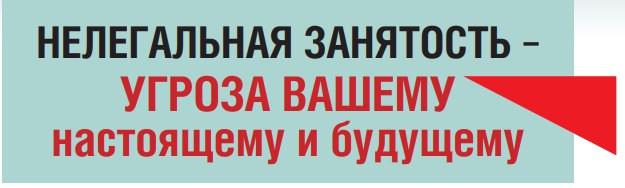 НЕЛЕГАЛЬНАЯ ЗАНЯТОСТЬ –
УГРОЗА ВАШЕМУ
настоящему и будущему